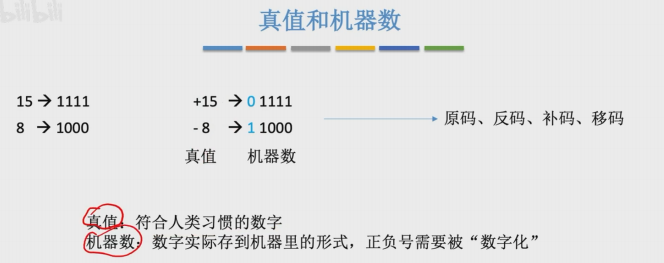 bilibili
真值和机器数
15 → 1111
8 → 1000
+15 → 0 1111
- 8 → 1 1000
真值 机器数
原码、反码、补码、移码
真值：符合人类习惯的数字
机器数：数字实际存到机器里的形式，正负号需要被“数字化”